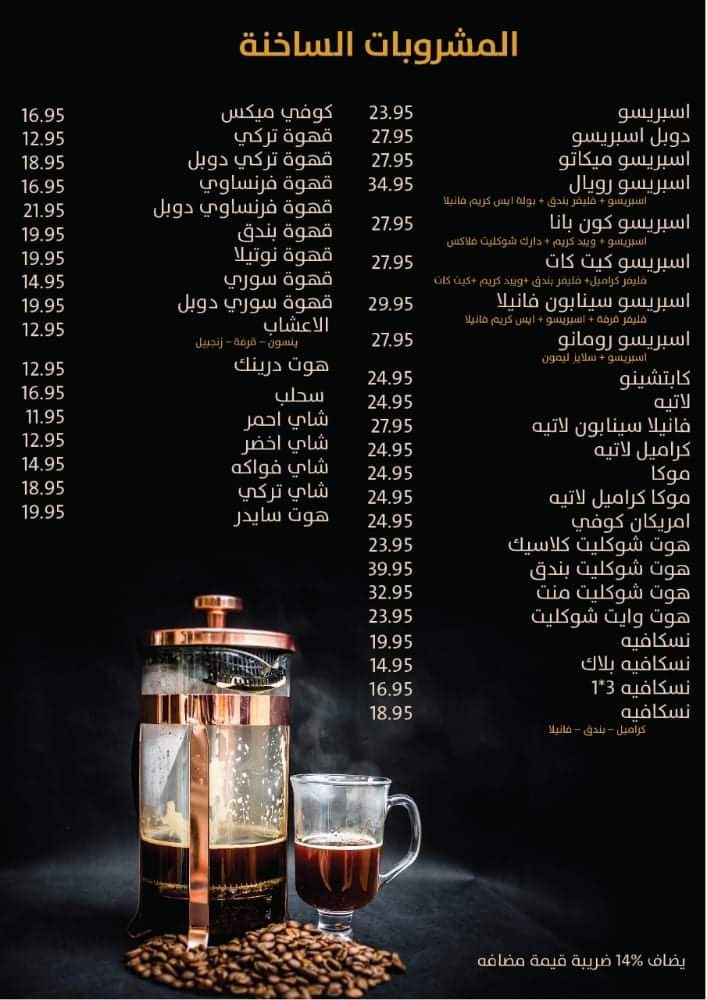 المشروبات الساخنة
اسبريسو 23.95
دوبل اسبريسو 27.95
اسبريسو ميكاتو 27.95
اسبريسو رويال 34.95
اسبريسو + فليفر بندق + بولة ايس كريم فانيلا
اسبريسو كون بانا 27.95
اسبريسو + ويبد كريم + دارك شوكليت فلاكس
اسبريسو كيت كات 27.95
فليفر كراميل+ فليفر بندق +ويبد كريم +كيت كات
اسبريسو سينابون فانيلا 29.95
فليفر قرفة + اسبريسو + ايس كريم فانيلا
اسبريسو رومانو 27.95
اسبريسو + سلايز ليمون
كابتشينو 24.95
لاتيه 24.95
فانيلا سينابون لاتيه 27.95
كراميل لاتيه 24.95
موكا 24.95
موكا كراميل لاتيه 24.95
امريكان كوفي 24.95
هوت شوكليت كلاسيك 23.95
هوت شوكليت بندق 39.95
هوت شوكليت منت 32.95
هوت وايت شوكليت 23.95
نسكافيه 19.95
نسكافيه بلاك 14.95
نسكافيه 3*1 16.95
نسكافيه 18.95
كراميل – بندق – فانيلا
كوفي ميكس 16.95
قهوة تركي 12.95
قهوة تركي دوبل 18.95
قهوة فرنساوي 16.95
قهوة فرنساوي دوبل 21.95
قهوة بندق 19.95
قهوة نوتيلا 19.95
قهوة سوري 14.95
قهوة سوري دوبل 19.95
الاعشاب 12.95
ينسون – قرفة – زنجبيل
هوت درينك 12.95
سحلب 16.95
شاي احمر 11.95
شاي اخضر 12.95
شاي فواكه 14.95
شاي تركي 18.95
هوت سايدر 19.95
يضاف 14% ضريبة قيمة مضافه